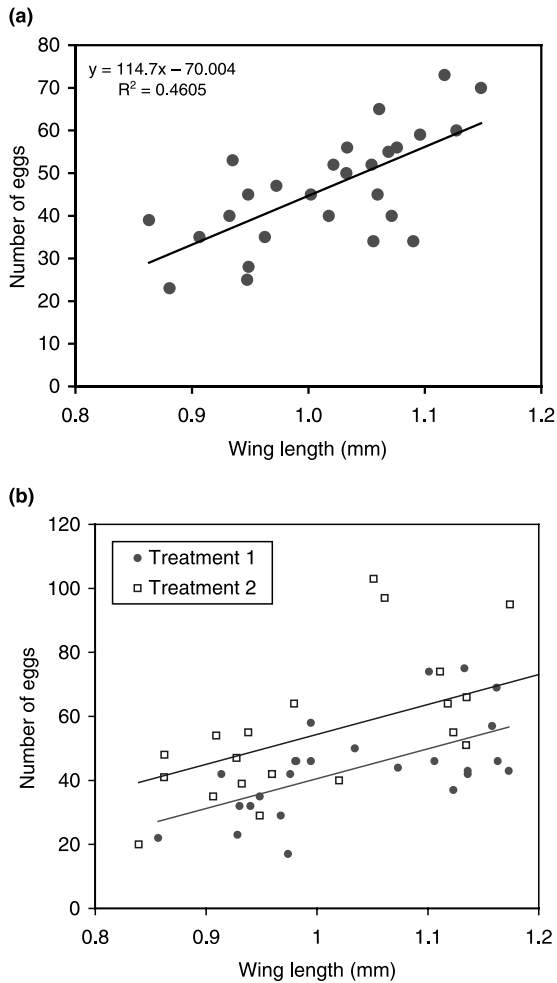 (a)
80
70
60
50
40
30
20
10
0
y = 114.7x – 70.004
R² = 0.4605
Number of eggs
0.8
0.9
1.0
1.1
1.2
Wing length (mm)
(b)
120
100
80
60
40
20
0
Treatment 1
Treatment 2
Number of eggs
0.8
0.9
1
1.1
1.2
Wing length (mm)